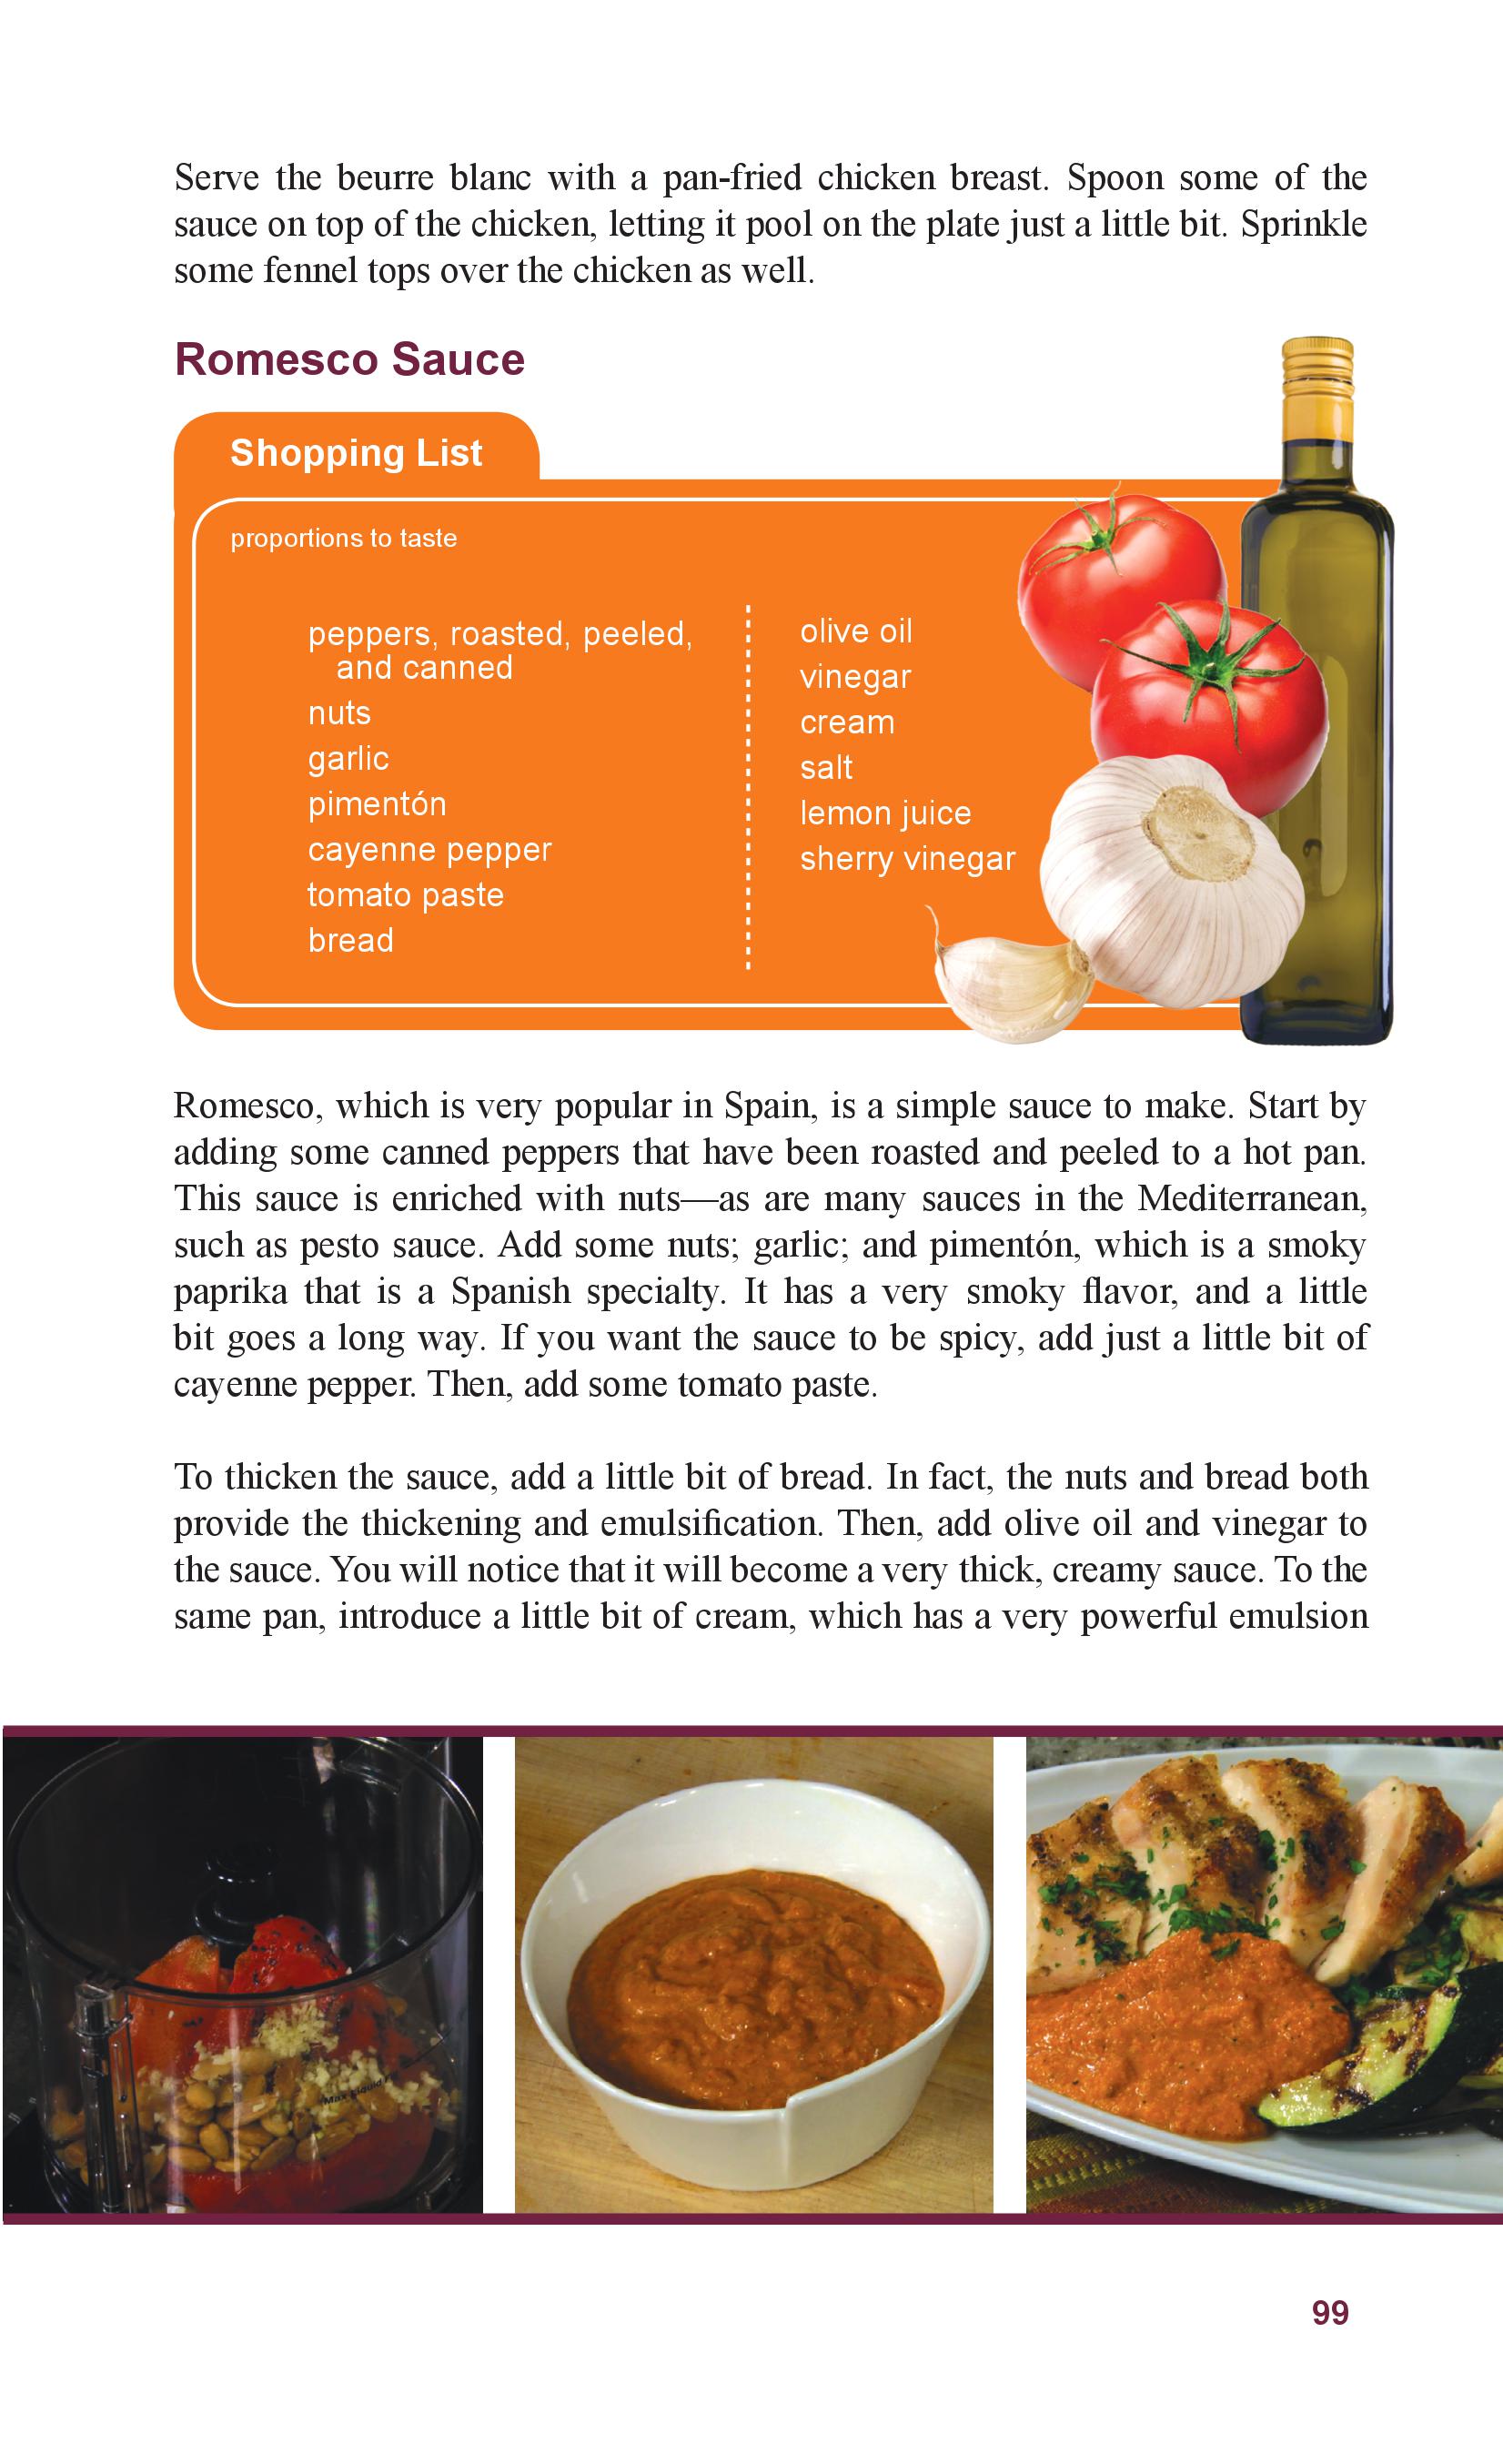 Serve the beurre blanc with a pan-fried chicken breast. Spoon some of the
sauce on top of the chicken, letting it pool on the plate just a little bit. Sprinkle
some fennel tops over the chicken as well.
Romesco Sauce
Shopping List
proportions to taste
peppers, roasted, peeled,
and canned
nuts
garlic
pimentón
cayenne pepper
tomato paste
bread
olive oil
vinegar
cream
salt
lemon juice
sherry vinegar
Romesco, which is very popular in Spain, is a simple sauce to make. Start by
adding some canned peppers that have been roasted and peeled to a hot pan.
This sauce is enriched with nuts—as are many sauces in the Mediterranean,
such as pesto sauce. Add some nuts; garlic; and pimentón, which is a smoky
paprika that is a Spanish specialty. It has a very smoky flavor, and a little
bit goes a long way. If you want the sauce to be spicy, add just a little bit of
cayenne pepper. Then, add some tomato paste.
To thicken the sauce, add a little bit of bread. In fact, the nuts and bread both
provide the thickening and emulsification. Then, add olive oil and vinegar to
the sauce. You will notice that it will become a very thick, creamy sauce. To the
same pan, introduce a little bit of cream, which has a very powerful emulsion
Max Liquid
99